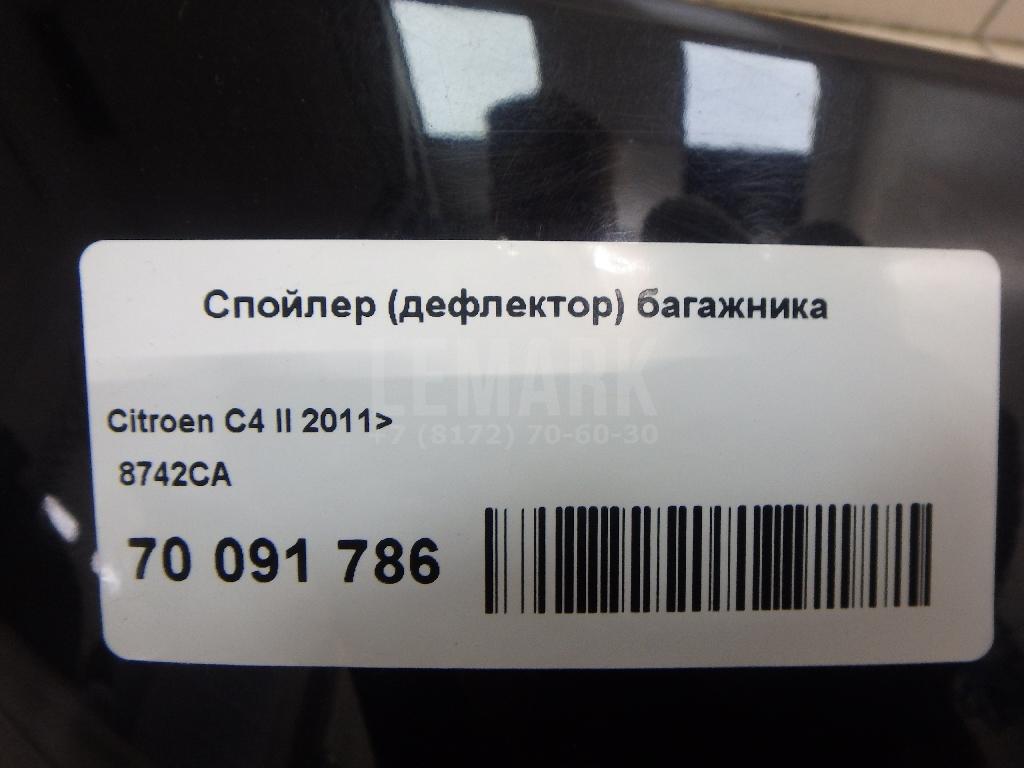 Спойлер (дефлектор) багажника
LEMARK
+7 (8172) 70-60-30
Citroen C4 II 2011>
8742CA
70 091 786